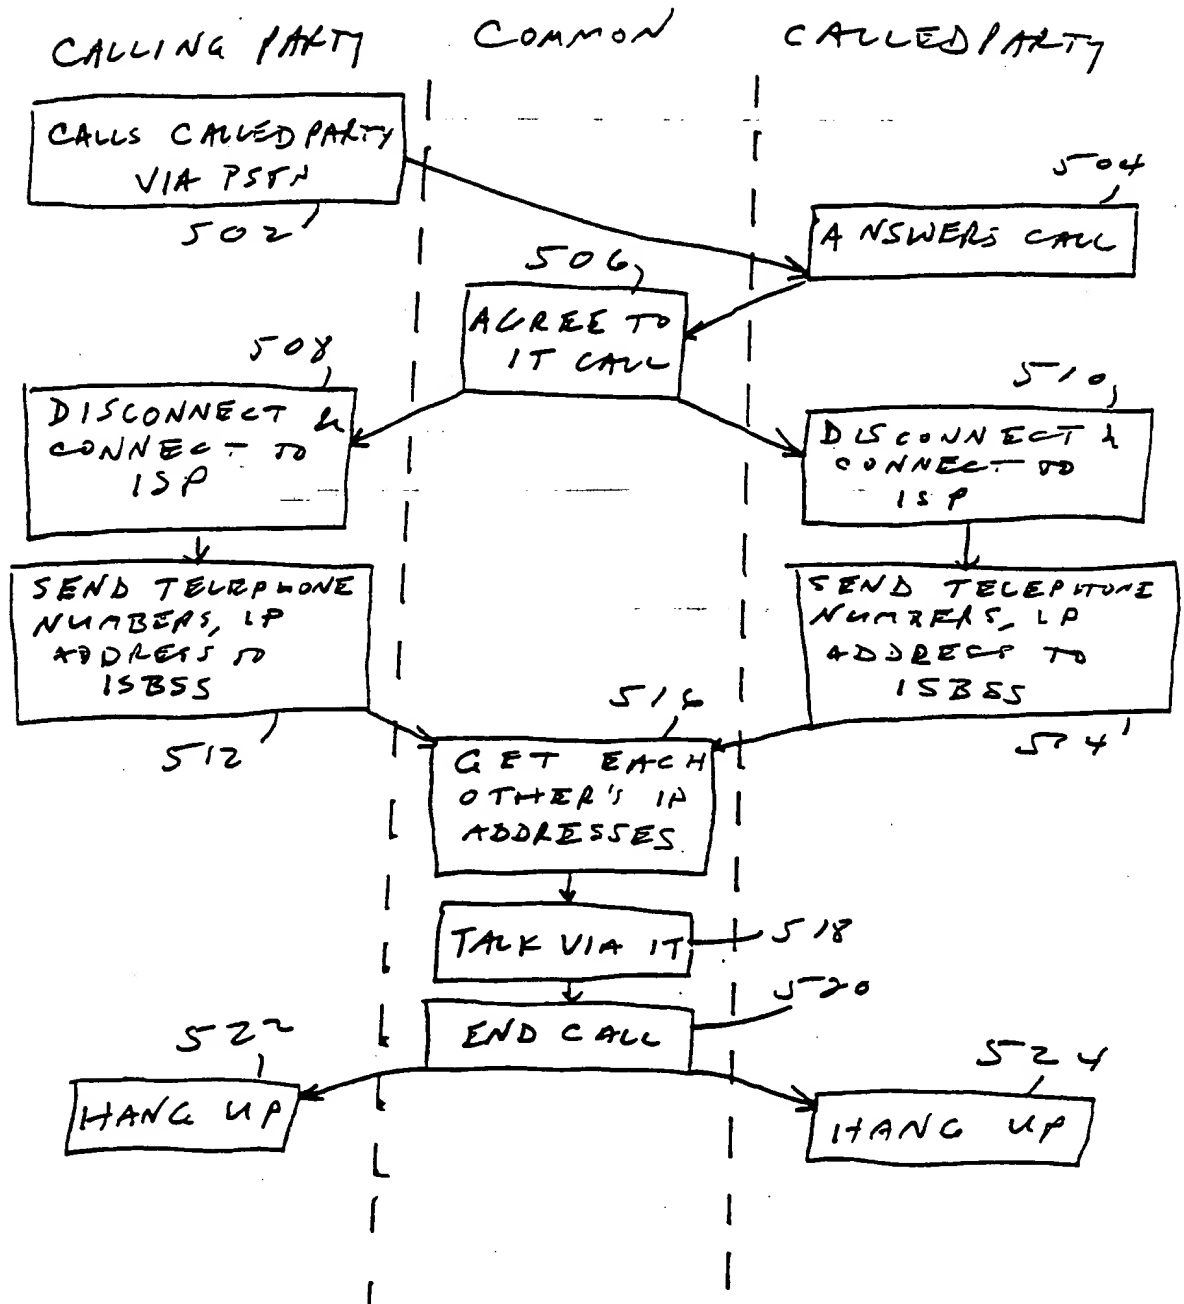 CALLING PARTY
COMMON
CALLED PARTY
CALLS CALLED PARTY
VIA PSTN
502
504
ANSWERS CALL
506
AGREE TO
IT CALL
508
DISCONNECT &
CONNECT TO
ISP
510
DISCONNECT &
CONNECT TO
ISP
SEND TELEPHONE
NUMBERS, IP
ADDRESS TO
ISBSS
512
SEND TELEPHONE
NUMBERS, IP
ADDRESS TO
ISBSS
514
516
GET EACH
OTHER'S IP
ADDRESSES
TALK VIA IT
518
END CALL
520
522
HANG UP
524
HANG UP